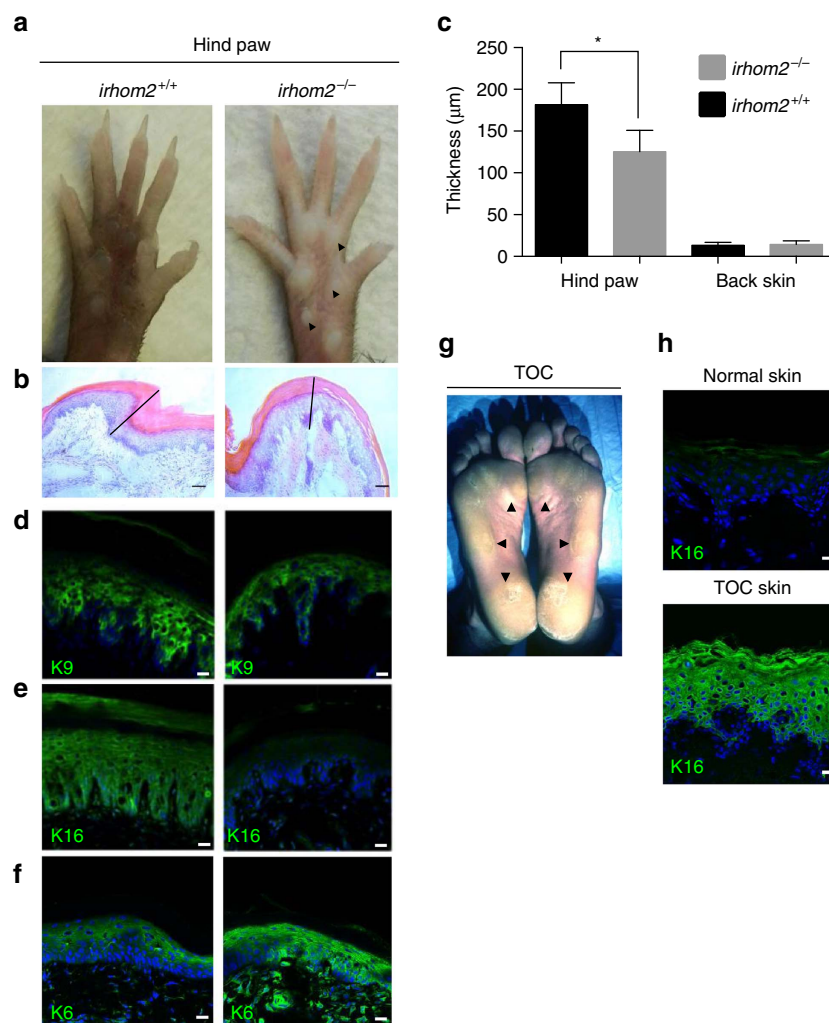 a
Hind paw
irhom2+/+
irhom2−/−
b
c
Thickness (µm)
250
200
150
100
50
0
*
irhom2−/−
irhom2+/+
Hind paw
Back skin
d
K9
K9
e
K16
K16
f
K6
K6
g
TOC
h
Normal skin
K16
TOC skin
K16